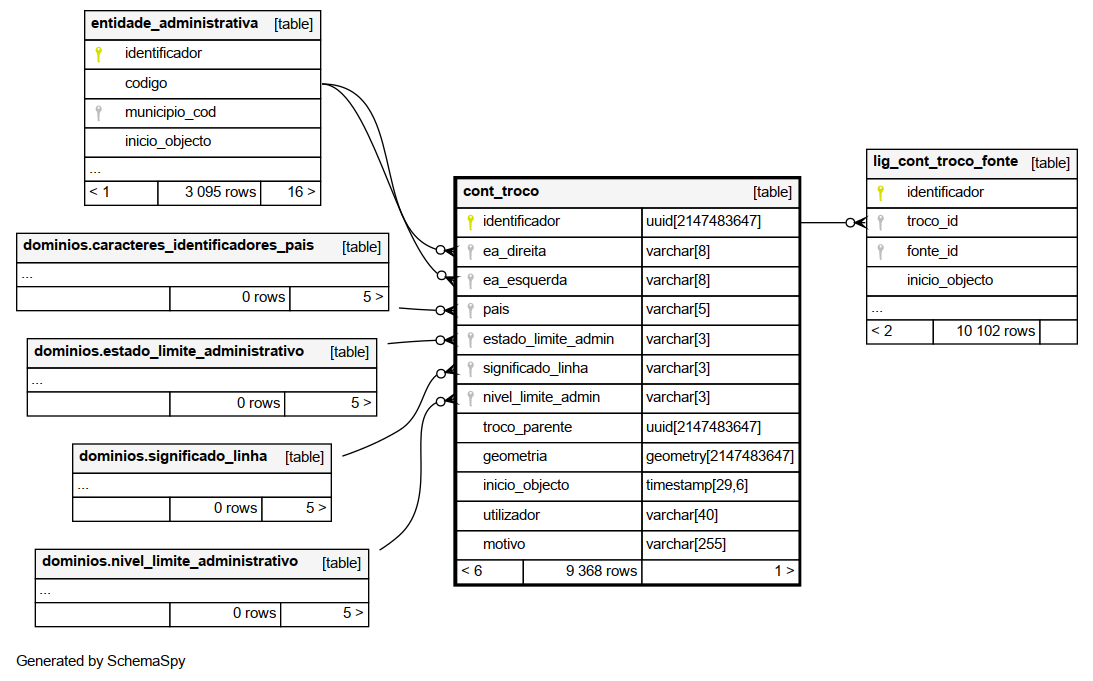 entidade_administrativa [table]
identificador
codigo
municipio_cod
inicio_objecto
...
< 1 3 095 rows 16 >
dominios.caracteres_identificadores_pais [table]
...
0 rows 5 >
dominios.estado_limite_administrativo [table]
...
0 rows 5 >
dominios.significado_linha [table]
...
0 rows 5 >
dominios.nivel_limite_administrativo [table]
...
0 rows 5 >
cont_troco [table]
identificador uuid[2147483647]
ea_direita varchar[8]
ea_esquerda varchar[8]
pais varchar[5]
estado_limite_admin varchar[3]
significado_linha varchar[3]
nivel_limite_admin varchar[3]
troco_parente uuid[2147483647]
geometria geometry[2147483647]
inicio_objecto timestamp[29,6]
utilizador varchar[40]
motivo varchar[255]
< 6 9 368 rows 1 >
lig_cont_troco_fonte [table]
identificador
troco_id
fonte_id
inicio_objecto
...
< 2 10 102 rows
Generated by SchemaSpy